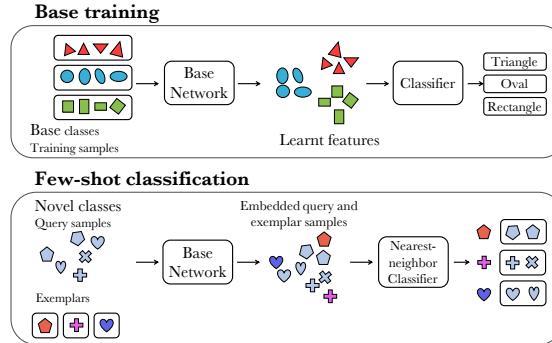 Base training
Base
Network
Classifier
Triangle
Oval
Rectangle
Base classes
Training samples
Learnt features
Few-shot classification
Novel classes
Query samples
Embedded query and
exemplar samples
Base
Network
Nearest-
neighbor
Classifier
Exemplars